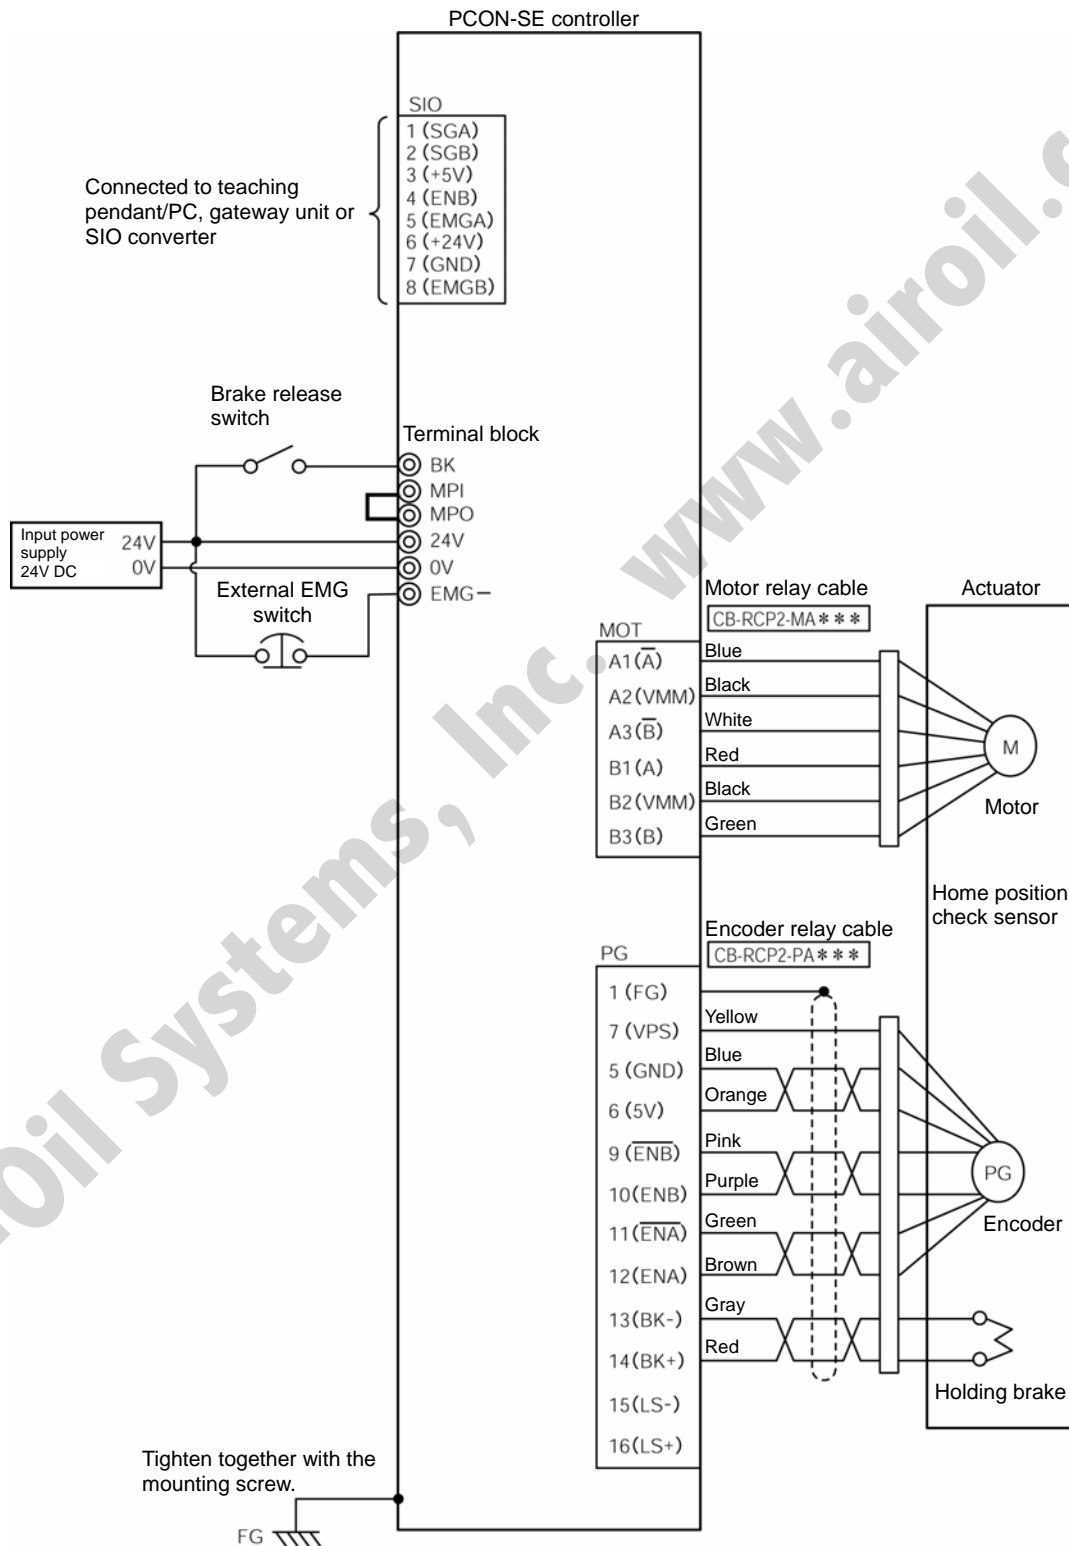 PCON-SE controller
SIO
1 (SGA)
2 (SGB)
3 (+5V)
4 (ENB)
5 (EMGA)
6 (+24V)
7 (GND)
8 (EMGB)
Connected to teaching
pendant/PC, gateway unit or
SIO converter
Brake release
switch
Terminal block
BK
MPI
MPO
24V
0V
EMG−
Input power
supply
24V DC
24V
0V
External EMG
switch
Motor relay cable
CB-RCP2-MA＊＊＊
Actuator
MOT
A1(A̅)
A2(VMM)
A3(B̅)
B1(A)
B2(VMM)
B3(B)
Blue
Black
White
Red
Black
Green
M
Motor
Home position
check sensor
Encoder relay cable
CB-RCP2-PA＊＊＊
PG
1 (FG)
7 (VPS)
5 (GND)
6 (5V)
9 (E̅N̅B̅)
10(ENB)
11(E̅N̅A̅)
12(ENA)
13(BK-)
14(BK+)
15(LS-)
16(LS+)
Yellow
Blue
Orange
Pink
Purple
Green
Brown
Gray
Red
PG
Encoder
Holding brake
Tighten together with the
mounting screw.
FG
Oil Systems, Inc. www.airoil.c